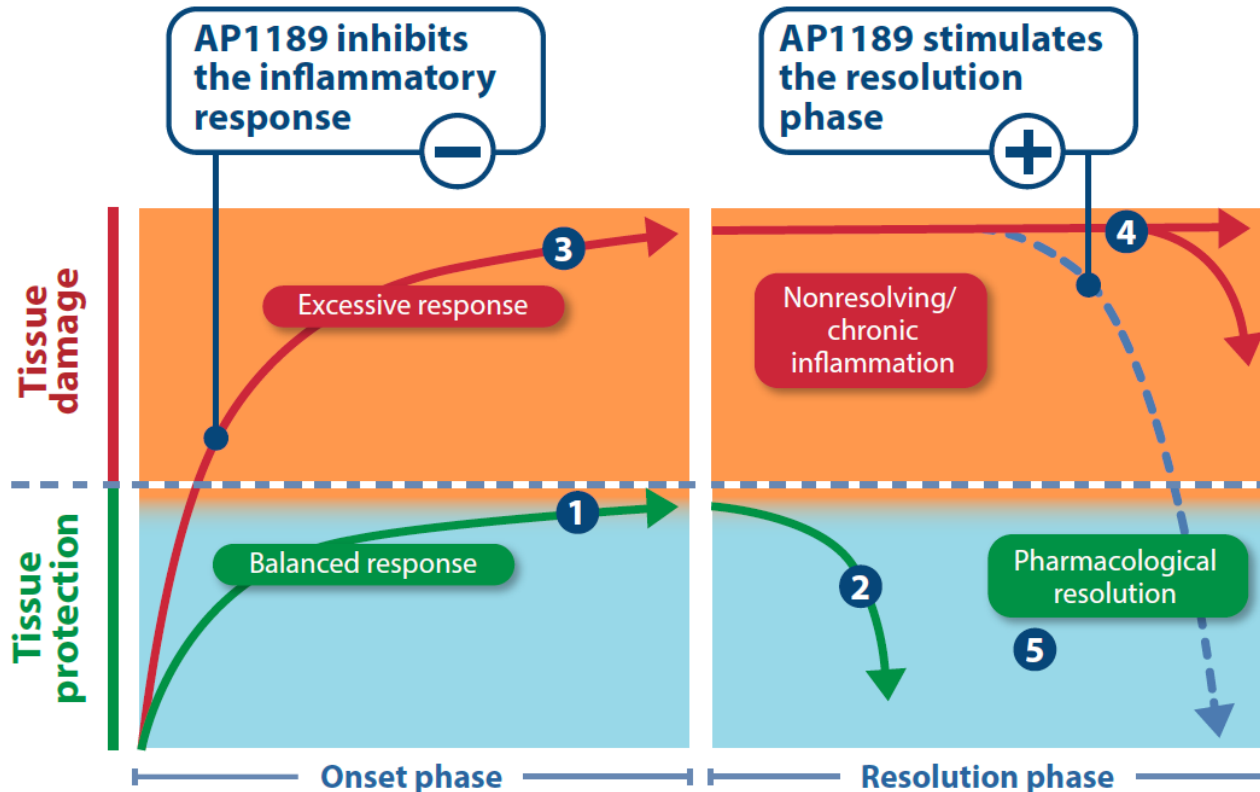 AP1189 inhibits
the inflammatory
response
AP1189 stimulates
the resolution
phase
Tissue
damage
3
Excessive response
4
Nonresolving/
chronic
inflammation
Tissue
protection
1
Balanced response
2
Pharmacological
resolution
5
Onset phase
Resolution phase